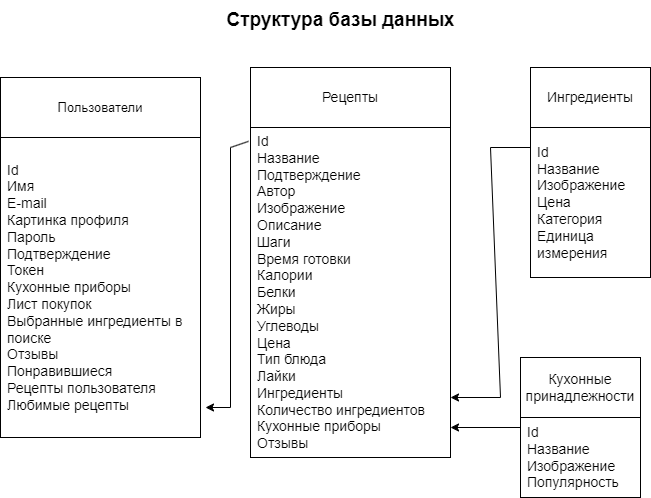 Структура базы данных
Пользователи
Id
Имя
E-mail
Картинка профиля
Пароль
Подтверждение
Токен
Кухонные приборы
Лист покупок
Выбранные ингредиенты в
поиске
Отзывы
Понравившиеся
Рецепты пользователя
Любимые рецепты
Рецепты
Id
Название
Подтверждение
Автор
Изображение
Описание
Шаги
Время готовки
Калории
Белки
Жиры
Углеводы
Цена
Тип блюда
Лайки
Ингредиенты
Количество ингредиентов
Кухонные приборы
Отзывы
Ингредиенты
Id
Название
Изображение
Цена
Категория
Единица
измерения
Кухонные
принадлежности
Id
Название
Изображение
Популярность